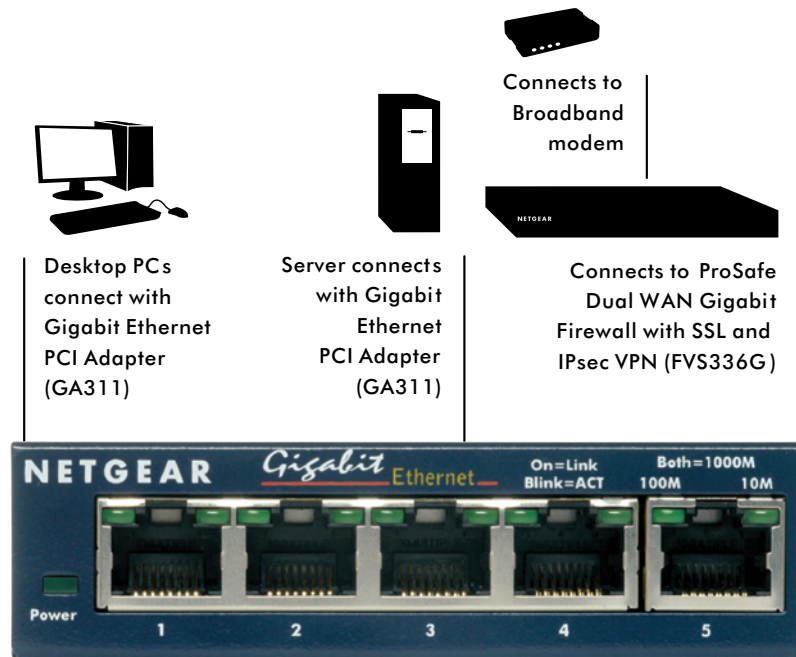 Connects to
Broadband
modem
NETGEAR
Desktop PCs
connect with
Gigabit Ethernet
PCI Adapter
(GA311)
Server connects
with Gigabit
Ethernet
PCI Adapter
(GA311)
Connects to ProSafe
Dual WAN Gigabit
Firewall with SSL and
IPsec VPN (FVS336G)
NETGEAR
Gigabit
Ethernet
On=Link
Blink=ACT
Both=1000M
100M 10M
Power
1 2 3 4 5